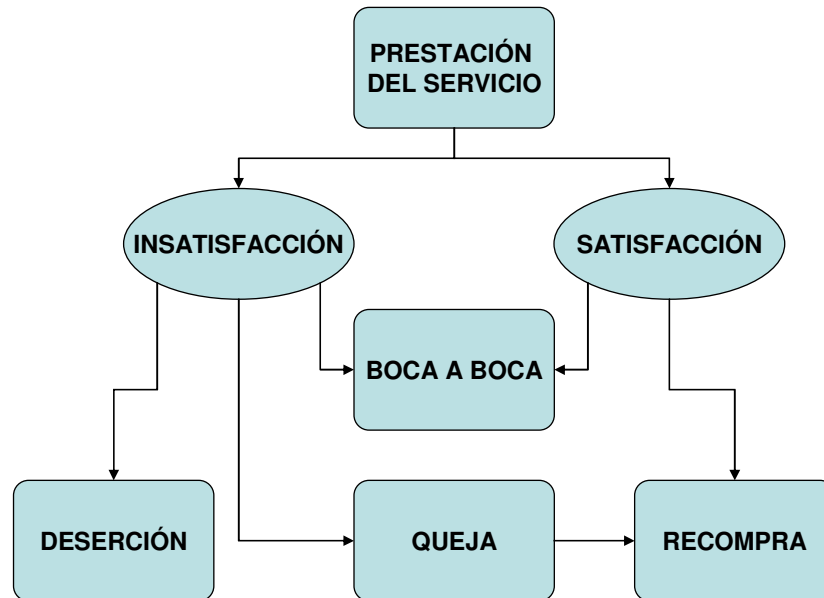 PRESTACIÓN
DEL SERVICIO
INSATISFACCIÓN
SATISFACCIÓN
BOCA A BOCA
DESERCIÓN
QUEJA
RECOMPRA